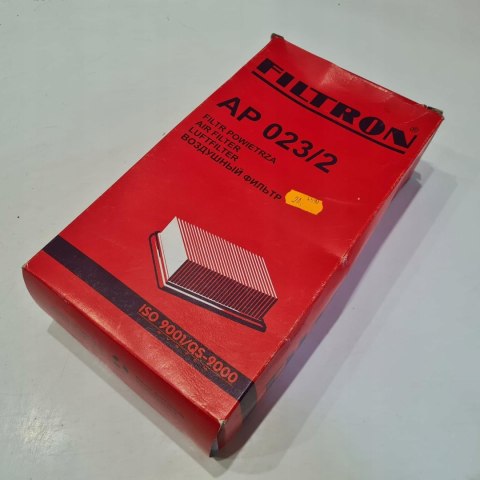 FILTRON®
AP 023/2
FILTR POWIETRZA
AIR FILTER
LUFTFILTER
ВОЗДУШНЫЙ ФИЛЬТР
ISO 9001/QS-9000